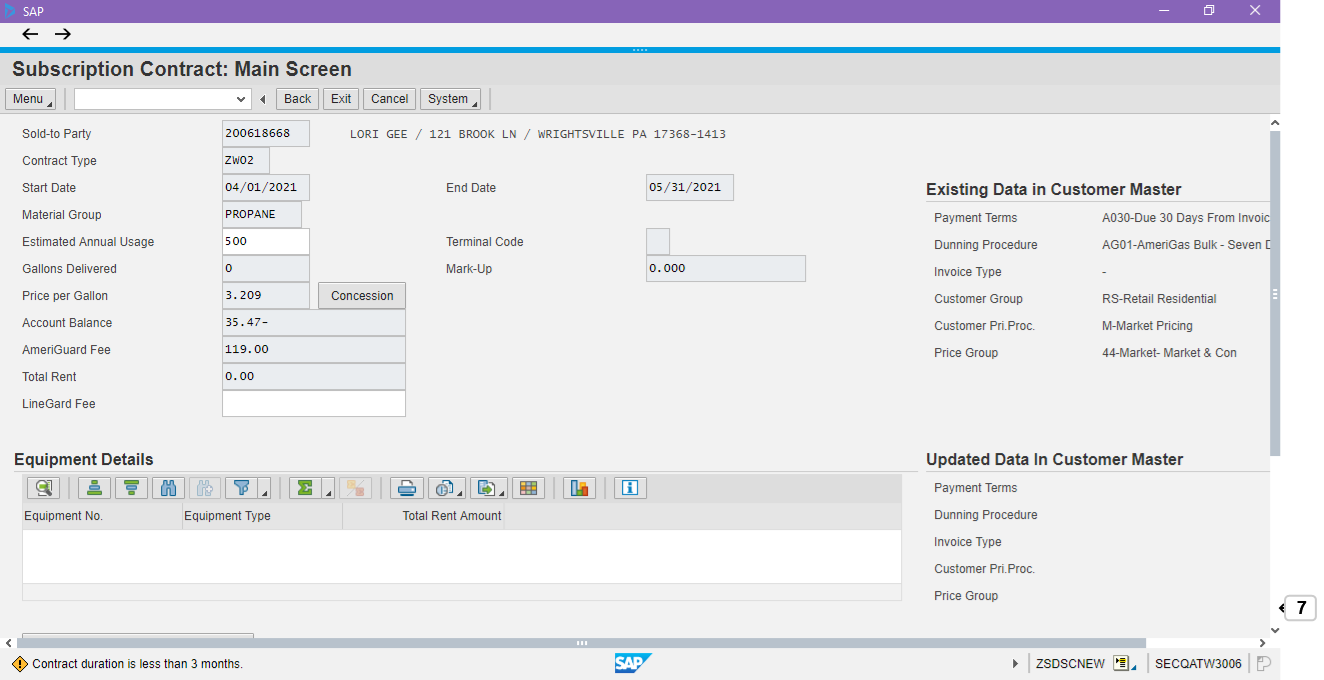 SAP
Subscription Contract: Main Screen
Menu Back Exit Cancel System
Sold-to Party 200618668 LORI GEE / 121 BROOK LN / WRIGHTSVILLE PA 17368-1413
Contract Type ZW02
Start Date 04/01/2021 End Date 05/31/2021
Material Group PROPANE
Estimated Annual Usage 500 Terminal Code
Gallons Delivered 0 Mark-Up 0.000
Price per Gallon 3.209 Concession
Account Balance 35.47-
AmeriGuard Fee 119.00
Total Rent 0.00
LineGard Fee
Existing Data in Customer Master
Payment Terms A030-Due 30 Days From Invoic
Dunning Procedure AG01-AmeriGas Bulk - Seven D
Invoice Type -
Customer Group RS-Retail Residential
Customer Pri.Proc. M-Market Pricing
Price Group 44-Market- Market & Con
Equipment Details
Equipment No. Equipment Type Total Rent Amount
Updated Data In Customer Master
Payment Terms
Dunning Procedure
Invoice Type
Customer Pri.Proc.
Price Group
7
Contract duration is less than 3 months. SAP ZSDSCNEW SECQATW3006